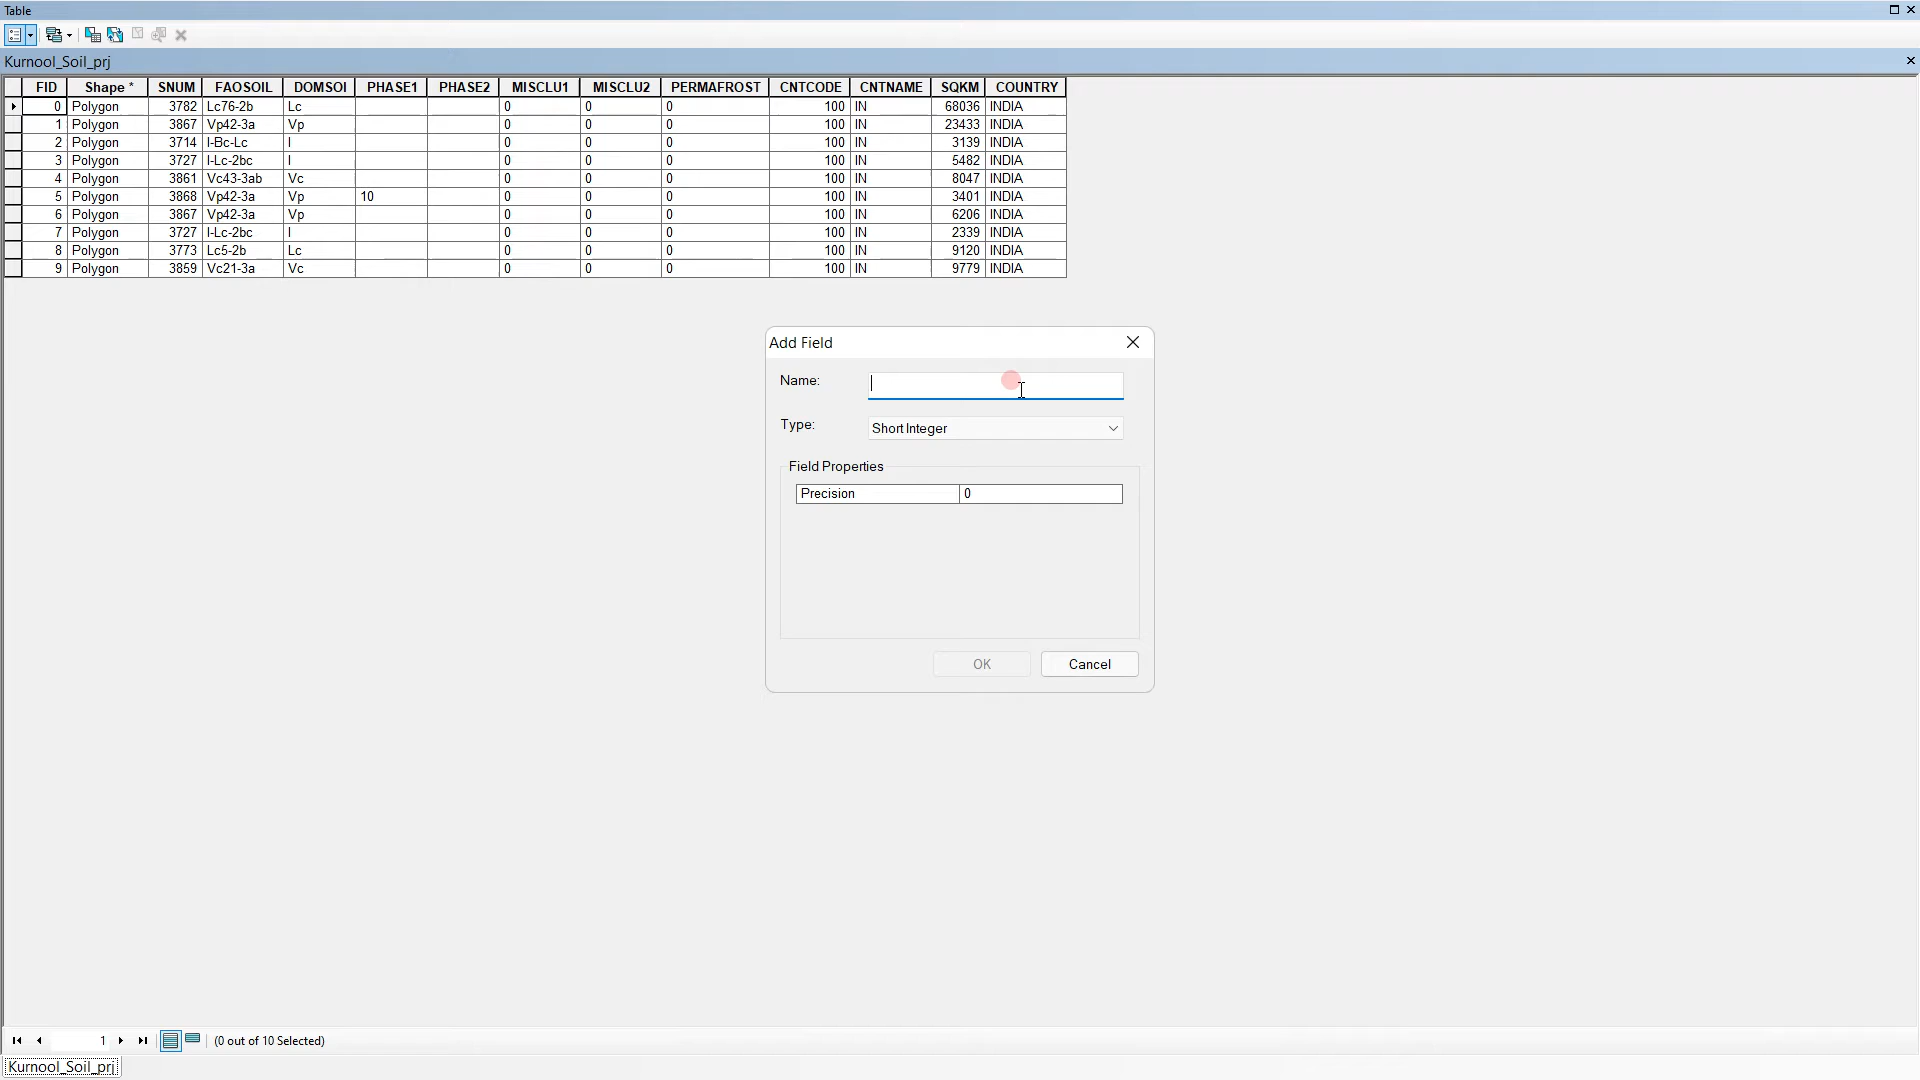 Table
Kurnool_Soil_prj
FID Shape * SNUM FAOSOIL DOMSOI PHASE1 PHASE2 MISCLU1 MISCLU2 PERMAFROST CNTCODE CNTNAME SQKM COUNTRY
0 Polygon 3782 Lc76-2b Lc 0 0 0 100 IN 68036 INDIA
1 Polygon 3867 Vp42-3a Vp 0 0 0 100 IN 23433 INDIA
2 Polygon 3714 I-Bc-Lc I 0 0 0 100 IN 3139 INDIA
3 Polygon 3727 I-Lc-2bc I 0 0 0 100 IN 5482 INDIA
4 Polygon 3861 Vc43-3ab Vc 0 0 0 100 IN 8047 INDIA
5 Polygon 3868 Vp42-3a Vp 10 0 0 0 100 IN 3401 INDIA
6 Polygon 3867 Vp42-3a Vp 0 0 0 100 IN 6206 INDIA
7 Polygon 3727 I-Lc-2bc I 0 0 0 100 IN 2339 INDIA
8 Polygon 3773 Lc5-2b Lc 0 0 0 100 IN 9120 INDIA
9 Polygon 3859 Vc21-3a Vc 0 0 0 100 IN 9779 INDIA
Add Field
Name:
Type: Short Integer
Field Properties
Precision 0
OK Cancel
1 (0 out of 10 Selected)
Kurnool_Soil_prj